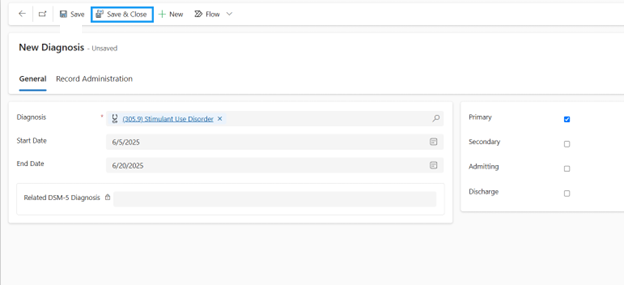 Save Save & Close New Flow
New Diagnosis - Unsaved
General Record Administration
Diagnosis * (305.9) Stimulant Use Disorder ×
Start Date 6/5/2025
End Date 6/20/2025
Related DSM-5 Diagnosis
Primary
Secondary
Admitting
Discharge